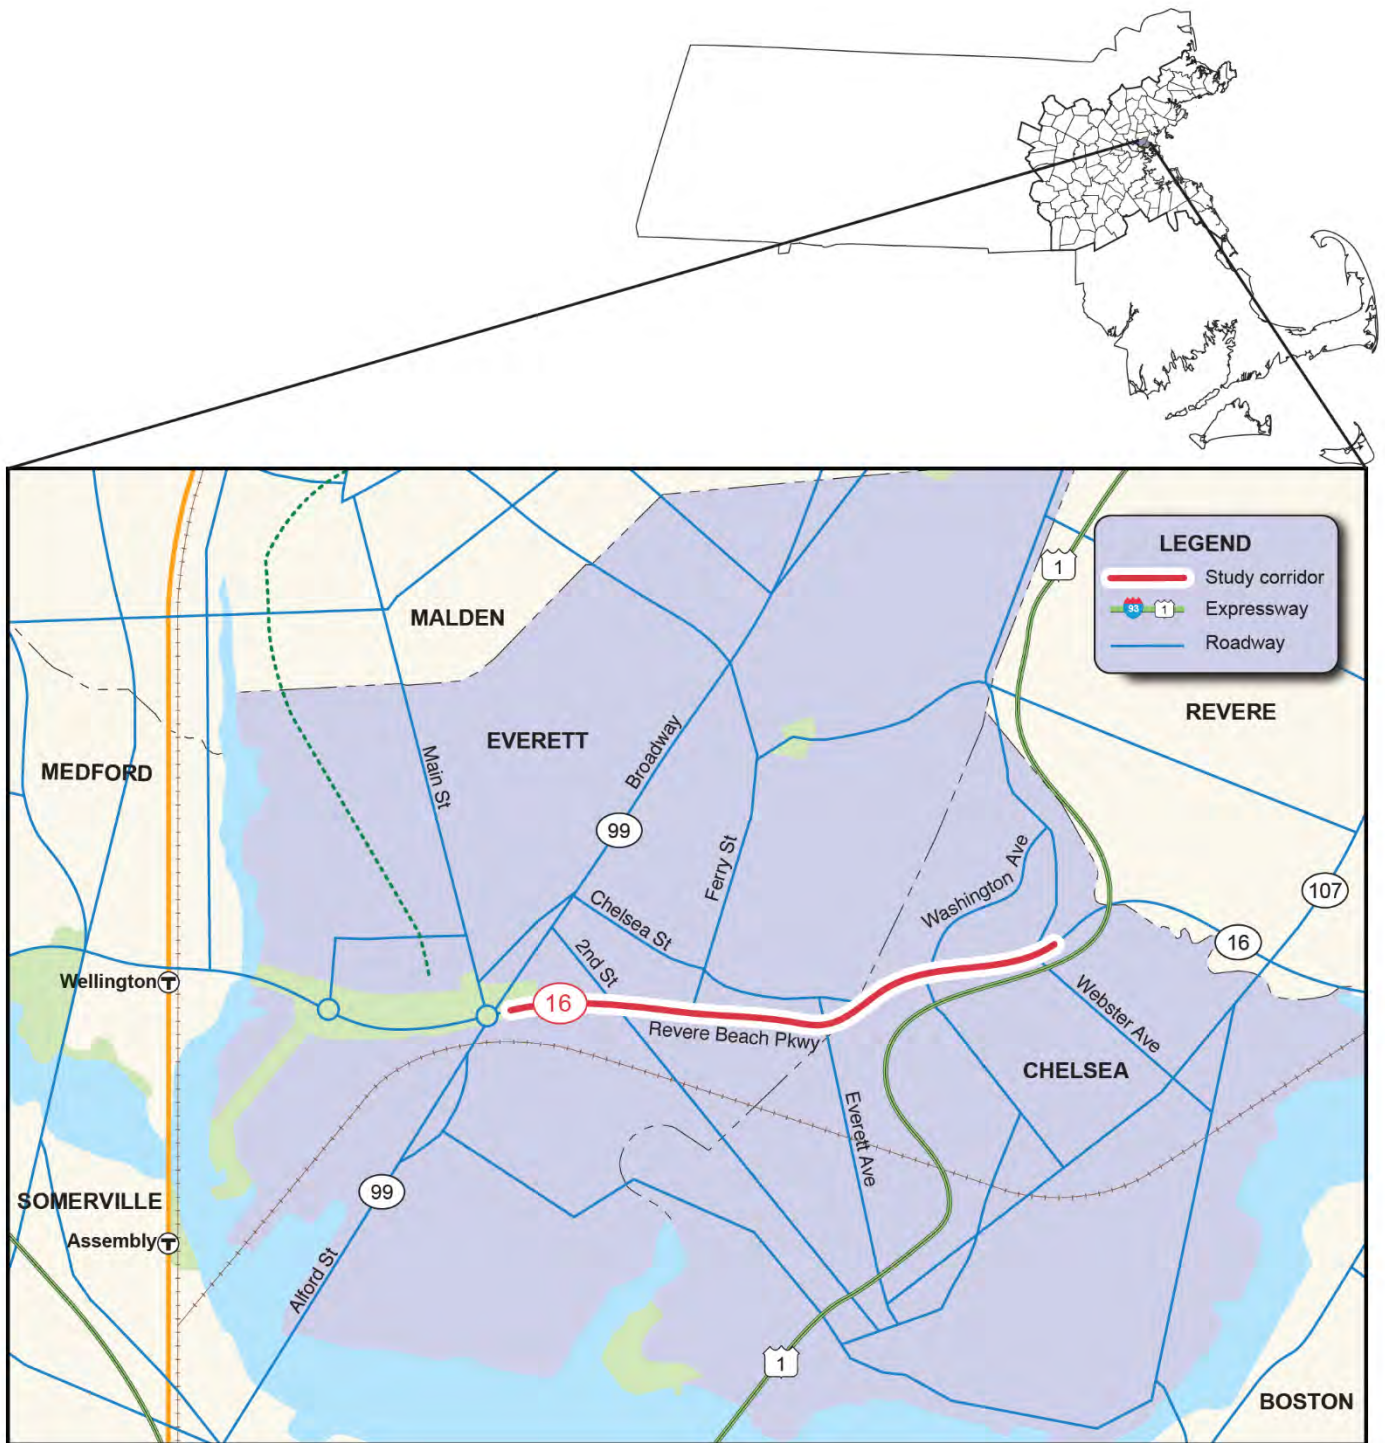 1
LEGEND
Study corridor
93 1 Expressway
Roadway
MALDEN
REVERE
EVERETT
MEDFORD
Main St
Broadway
99
Ferry St
Chelsea St
Washington Ave
107
16
2nd St
Wellington T
16
Revere Beach Pkwy
Webster Ave
CHELSEA
Everett Ave
99
SOMERVILLE
Assembly T
Alford St
1
BOSTON